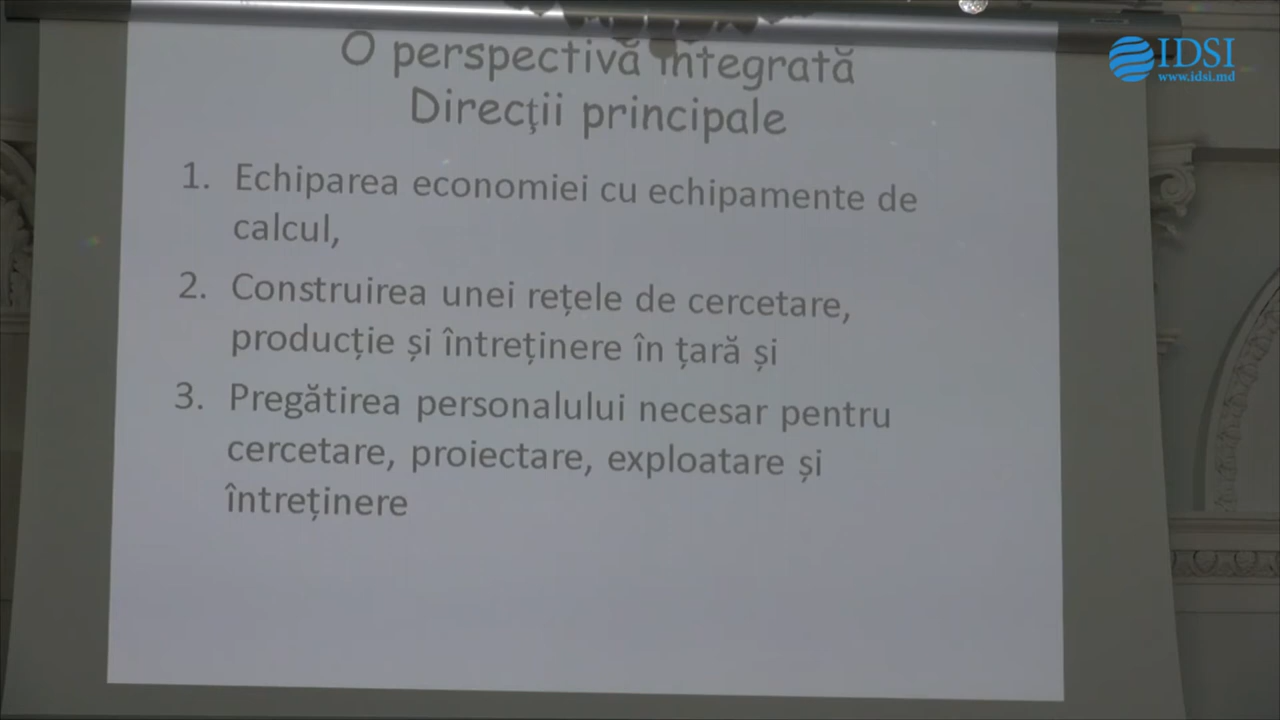 O perspectivă integrată
Direcţii principale
1. Echiparea economiei cu echipamente de
calcul,
2. Construirea unei rețele de cercetare,
producție și întreținere în țară și
3. Pregătirea personalului necesar pentru
cercetare, proiectare, exploatare și
întreținere
IDSI
www.idsi.md